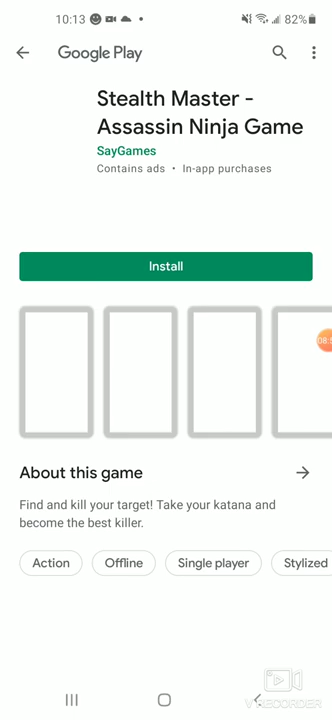 10:13
82%
Google Play
Stealth Master -
Assassin Ninja Game
SayGames
Contains ads • In-app purchases
Install
About this game
Find and kill your target! Take your katana and
become the best killer.
Action
Offline
Single player
Stylized
V RECORDER